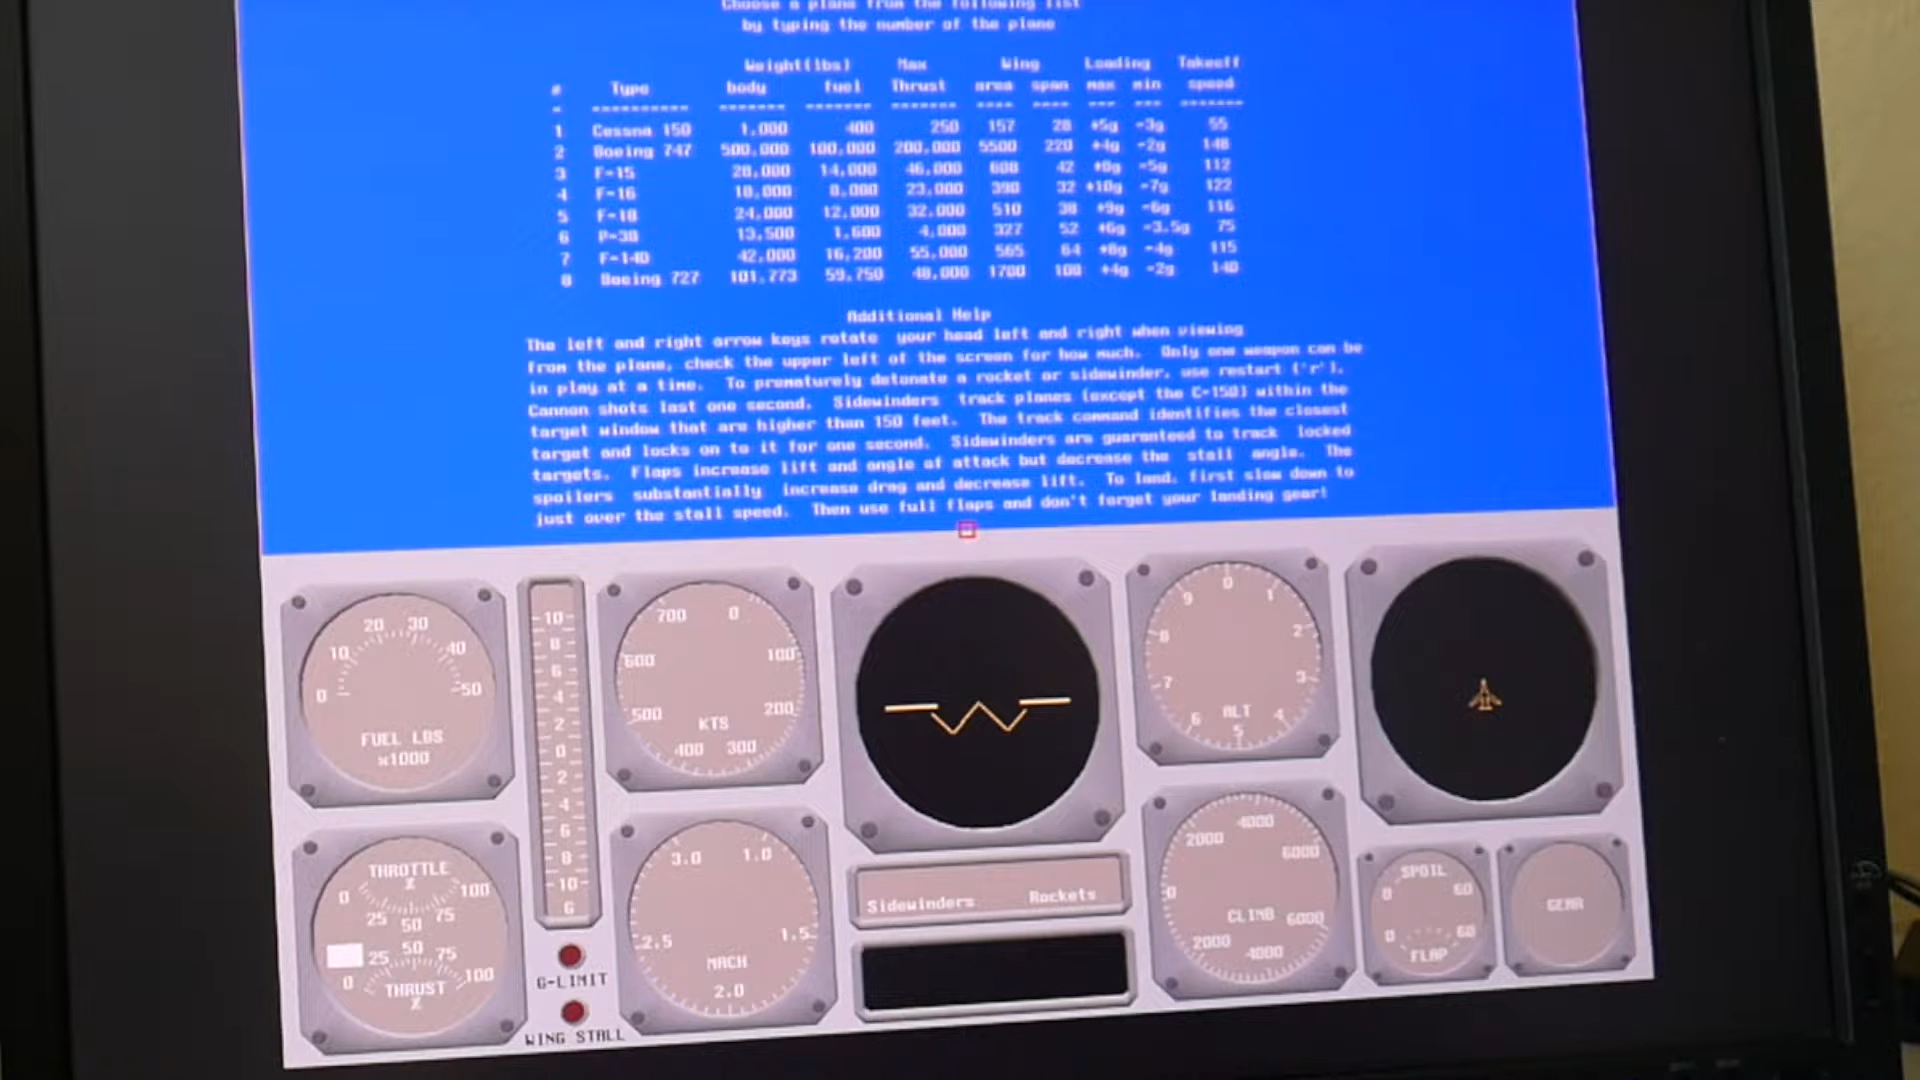 Choose a plane from the following list
by typing the number of the plane
Weight(lbs) Max Wing Loading Takeoff
# Type body fuel Thrust area span max min speed
- ---------- ------- ------- ------- ---- ---- --- --- -------
1 Cessna 150 1,000 400 250 157 28 +5g -3g 55
2 Boeing 747 500,000 100,000 200,000 5500 220 +4g -2g 148
3 F-15 28,000 14,000 46,000 608 42 +8g -5g 112
4 F-16 18,000 8,000 23,000 390 32 +10g -7g 122
5 F-18 24,000 12,000 32,000 510 38 +9g -6g 116
6 P-38 13,500 1,600 4,000 327 52 +6g -3.5g 75
7 F-14D 42,000 16,200 55,000 565 64 +8g -4g 115
8 Boeing 727 101,773 59,750 48,000 1700 108 +4g -2g 140
Additional Help
The left and right arrow keys rotate your head left and right when viewing
from the plane, check the upper left of the screen for how much. Only one weapon can be
in play at a time. To prematurely detonate a rocket or sidewinder, use restart ('r').
Cannon shots last one second. Sidewinders track planes (except the C-150) within the
target window that are higher than 150 feet. The track command identifies the closest
target and locks on to it for one second. Sidewinders are guaranteed to track locked
targets. Flaps increase lift and angle of attack but decrease the stall angle. The
spoilers substantially increase drag and decrease lift. To land, first slow down to
just over the stall speed. Then use full flaps and don't forget your landing gear!
0 10 20 30 40 50
FUEL LBS
x1000
10
8
6
4
2
0
2
4
6
8
10
G
700 0
600 100
500 200
400 300
KTS
0
9 1
8 2
7 3
6 4
5
ALT
THROTTLE
%
0 100
25 50 75
25 50 75
0 100
THRUST
%
G-LIMIT
WING STALL
3.0 1.0
2.5 1.5
MACH
2.0
Sidewinders Rockets
2000 4000 6000
0
CLIMB
2000 4000 6000
SPOIL
0 60
0 60
FLAP
GEAR